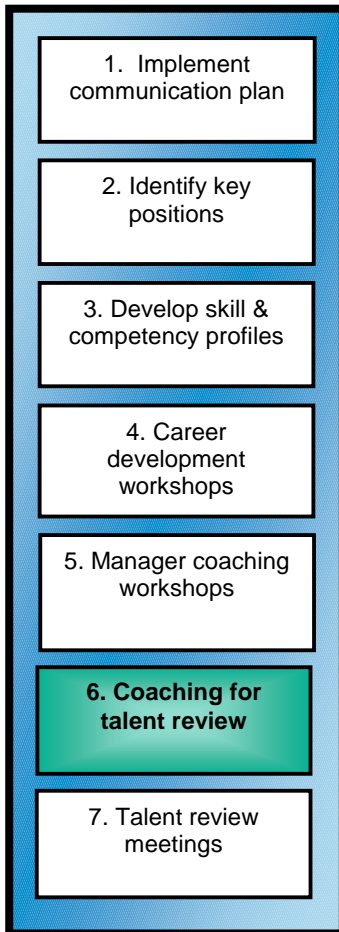 1. Implement
communication plan
2. Identify key
positions
3. Develop skill &
competency profiles
4. Career
development
workshops
5. Manager coaching
workshops
6. Coaching for
talent review
7. Talent review
meetings